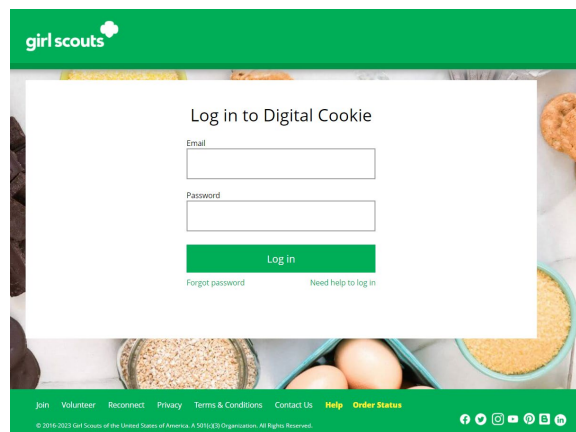 girl scouts
Log in to Digital Cookie
Email
Password
Log in
Forgot password Need help to log in
Join Volunteer Reconnect Privacy Terms & Conditions Contact Us Help Order Status
© 2016-2023 Girl Scouts of the United States of America. A 501(c)(3) Organization. All Rights Reserved.